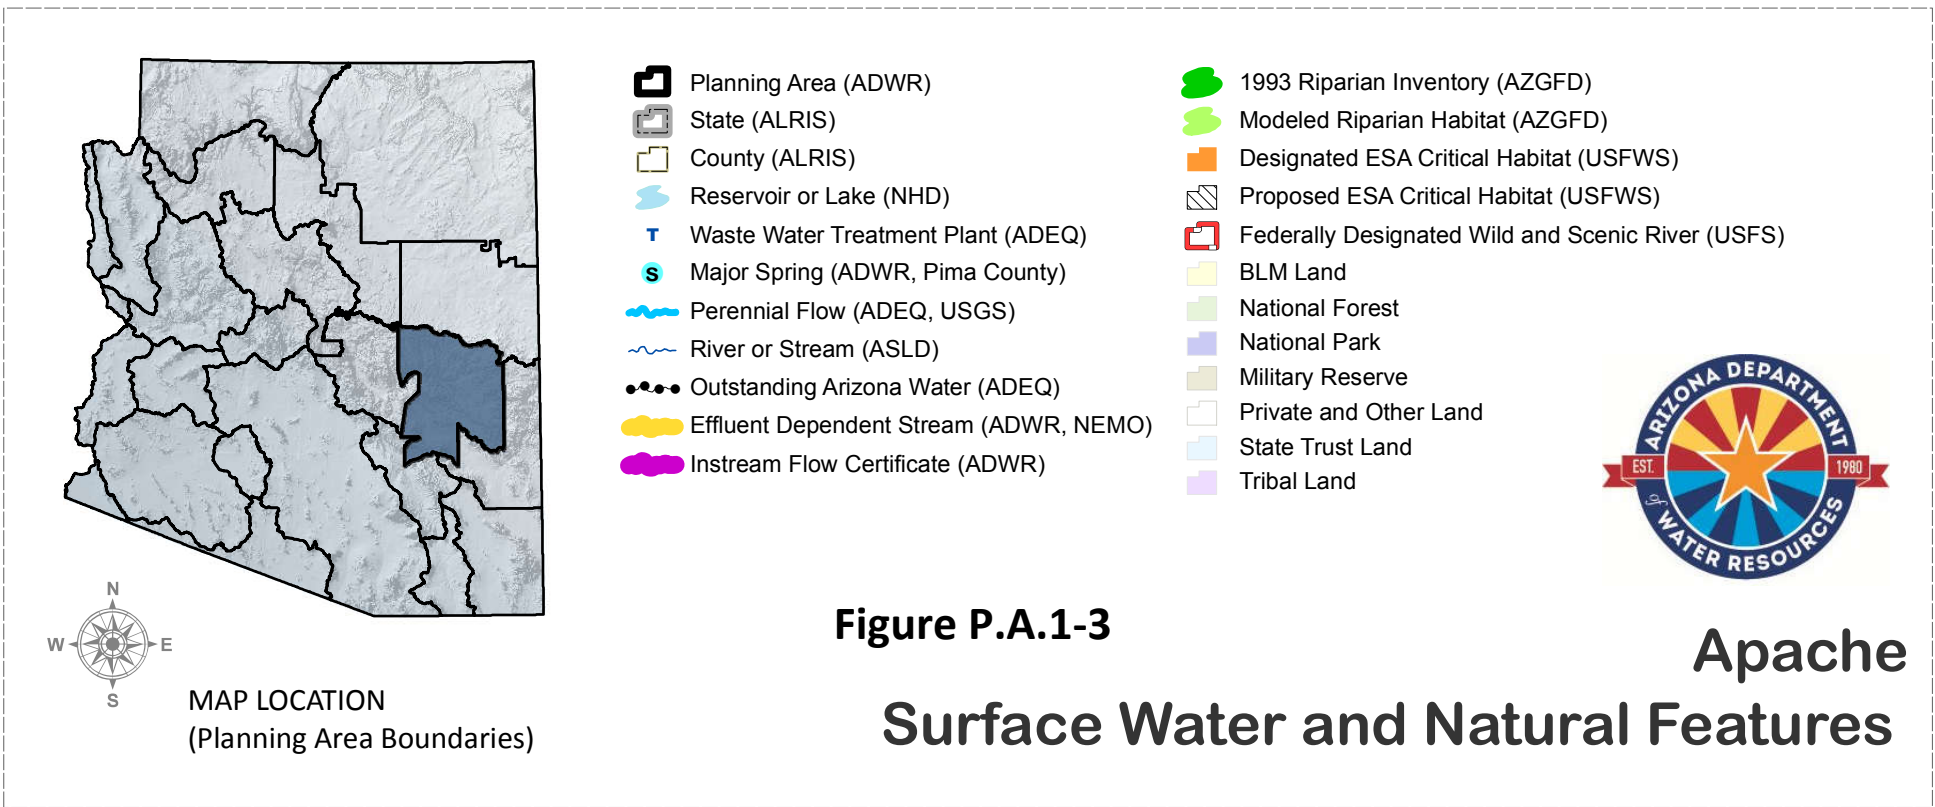 Planning Area (ADWR)
State (ALRIS)
County (ALRIS)
Reservoir or Lake (NHD)
T Waste Water Treatment Plant (ADEQ)
S Major Spring (ADWR, Pima County)
Perennial Flow (ADEQ, USGS)
River or Stream (ASLD)
Outstanding Arizona Water (ADEQ)
Effluent Dependent Stream (ADWR, NEMO)
Instream Flow Certificate (ADWR)
1993 Riparian Inventory (AZGFD)
Modeled Riparian Habitat (AZGFD)
Designated ESA Critical Habitat (USFWS)
Proposed ESA Critical Habitat (USFWS)
Federally Designated Wild and Scenic River (USFS)
BLM Land
National Forest
National Park
Military Reserve
Private and Other Land
State Trust Land
Tribal Land
ARIZONA DEPARTMENT
EST. 1980
of WATER RESOURCES
N
W E
S
MAP LOCATION
(Planning Area Boundaries)
Figure P.A.1-3
Apache
Surface Water and Natural Features